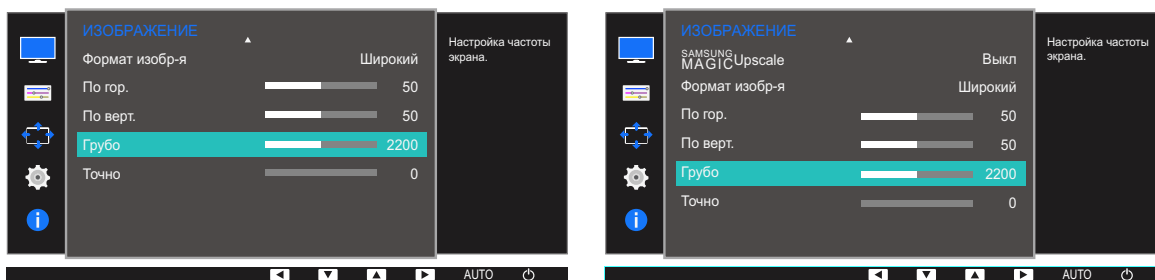 ИЗОБРАЖЕНИЕ
Формат изобр-я Широкий
По гор. 50
По верт. 50
Грубо 2200
Точно 0
Настройка частоты
экрана.
AUTO
ИЗОБРАЖЕНИЕ
SAMSUNG
MAGIC Upscale Выкл
Формат изобр-я Широкий
По гор. 50
По верт. 50
Грубо 2200
Точно 0
Настройка частоты
экрана.
AUTO